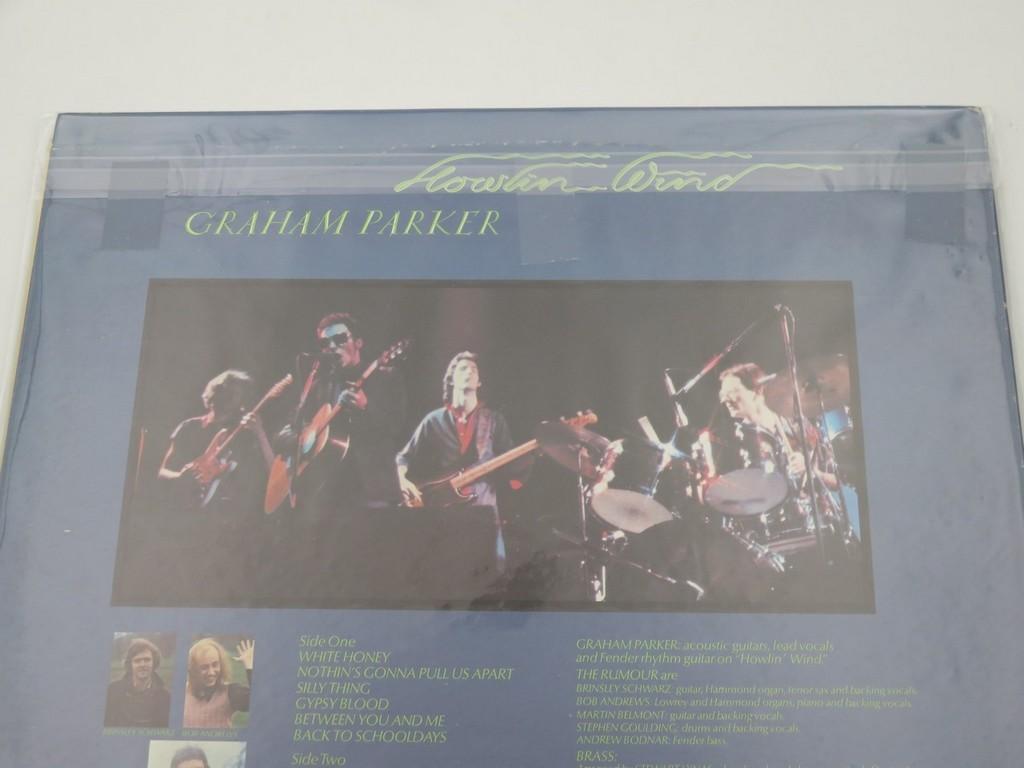 Howlin Wind
GRAHAM PARKER
BRINSLEY SCHWARZ BOB ANDREWS
Side One
WHITE HONEY
NOTHIN'S GONNA PULL US APART
SILLY THING
GYPSY BLOOD
BETWEEN YOU AND ME
BACK TO SCHOOLDAYS
Side Two
GRAHAM PARKER: acoustic guitars, lead vocals
and Fender rhythm guitar on "Howlin' Wind."
THE RUMOUR are
BRINSLEY SCHWARZ: guitar, Hammond organ, tenor sax and backing vocals.
BOB ANDREWS: Lowrey and Hammond organs, piano and backing vocals.
MARTIN BELMONT: guitar and backing vocals.
STEPHEN GOULDING: drums and backing vocals.
ANDREW BODNAR: Fender bass.
BRASS: